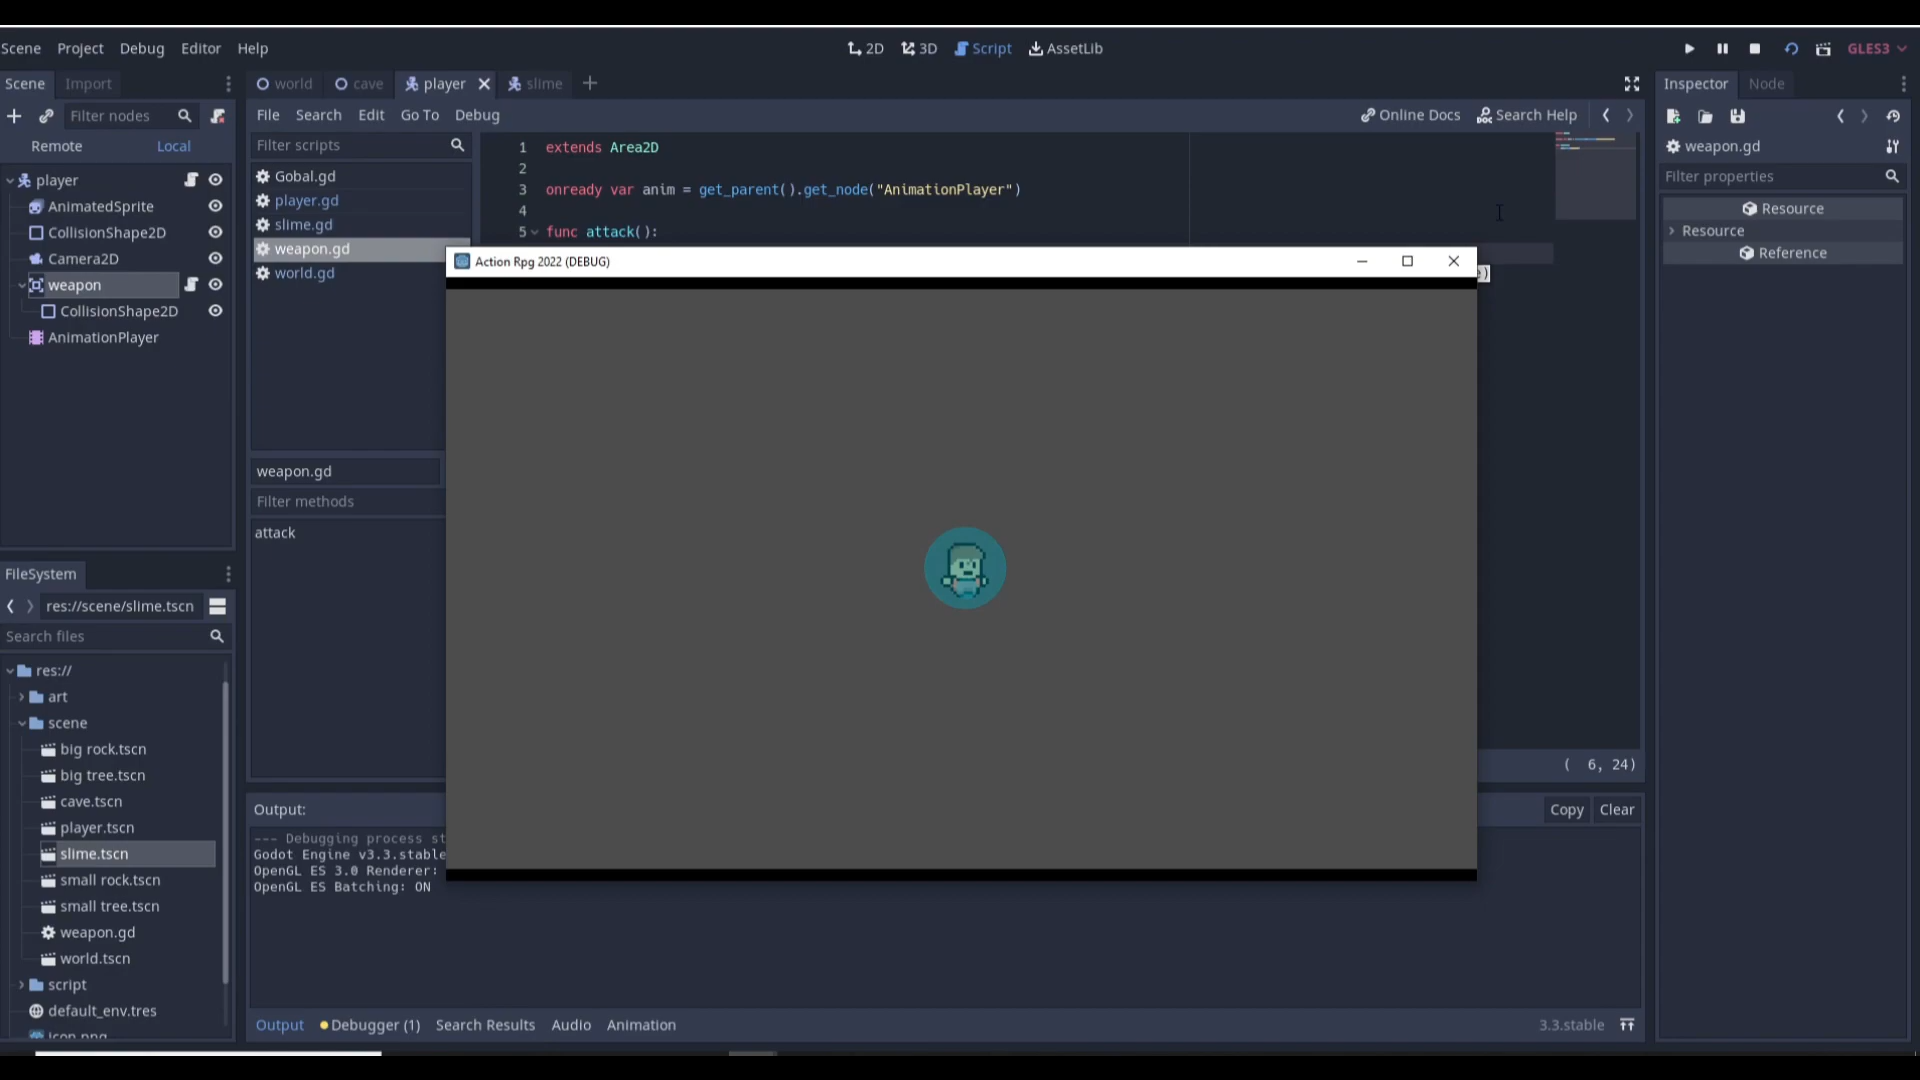 Scene Project Debug Editor Help
2D 3D Script AssetLib
GLES3
Scene Import
world cave player slime
Inspector Node
Filter nodes
File Search Edit Go To Debug
Online Docs Search Help
Remote Local
Filter scripts
weapon.gd
Filter properties
player
AnimatedSprite
CollisionShape2D
Camera2D
weapon
CollisionShape2D
AnimationPlayer
Gobal.gd
player.gd
slime.gd
weapon.gd
world.gd
1 extends Area2D
2
3 onready var anim = get_parent().get_node("AnimationPlayer")
4
5 func attack():
Resource
Resource
Reference
Action Rpg 2022 (DEBUG)
weapon.gd
Filter methods
attack
( 6, 24)
FileSystem
res://scene/slime.tscn
Search files
res://
art
scene
big rock.tscn
big tree.tscn
cave.tscn
player.tscn
slime.tscn
small rock.tscn
small tree.tscn
weapon.gd
world.tscn
script
default_env.tres
icon.png
Output:
Copy Clear
--- Debugging process st
Godot Engine v3.3.stable
OpenGL ES 3.0 Renderer:
OpenGL ES Batching: ON
Output Debugger (1) Search Results Audio Animation
3.3.stable